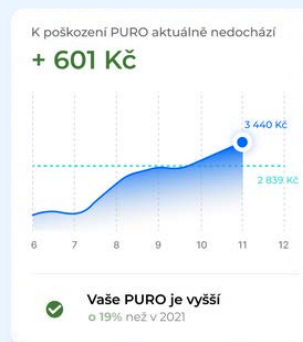 K poškození PURO aktuálně nedochází
+ 601 Kč
3 440 Kč
2 839 Kč
6 7 8 9 10 11 12
Vaše PURO je vyšší
o 19% než v 2021